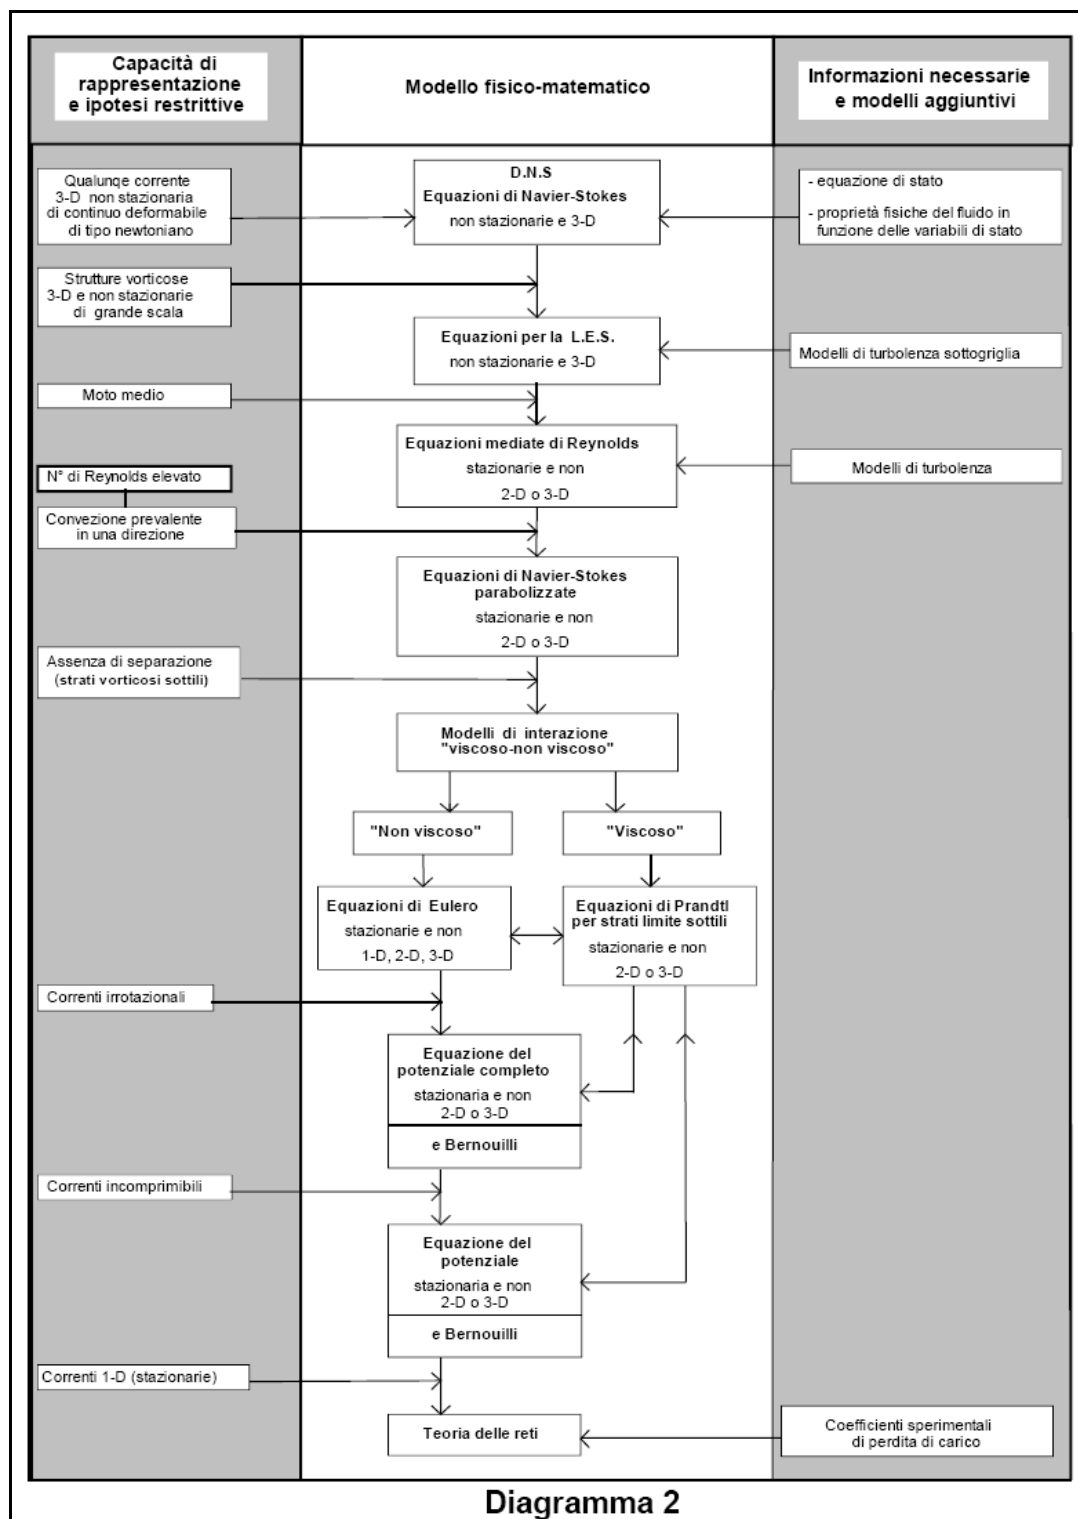 Capacità di
rappresentazione
e ipotesi restrittive
Modello fisico-matematico
Informazioni necessarie
e modelli aggiuntivi
Qualunqe corrente
3-D non stazionaria
di continuo deformabile
di tipo newtoniano
D.N.S
Equazioni di Navier-Stokes
non stazionarie e 3-D
- equazione di stato
- proprietà fisiche del fluido in
funzione delle variabili di stato
Strutture vorticose
3-D e non stazionarie
di grande scala
Equazioni per la L.E.S.
non stazionarie e 3-D
Modelli di turbolenza sottogriglia
Moto medio
Equazioni mediate di Reynolds
stazionarie e non
2-D o 3-D
Modelli di turbolenza
N° di Reynolds elevato
Convezione prevalente
in una direzione
Equazioni di Navier-Stokes
parabolizzate
stazionarie e non
2-D o 3-D
Assenza di separazione
(strati vorticosi sottili)
Modelli di interazione
"viscoso-non viscoso"
"Non viscoso"
"Viscoso"
Equazioni di Eulero
stazionarie e non
1-D, 2-D, 3-D
Equazioni di Prandtl
per strati limite sottili
stazionarie e non
2-D o 3-D
Correnti irrotazionali
Equazione del
potenziale completo
stazionaria e non
2-D o 3-D
e Bernouilli
Correnti incomprimibili
Equazione del
potenziale
stazionaria e non
2-D o 3-D
e Bernouilli
Correnti 1-D (stazionarie)
Teoria delle reti
Coefficienti sperimentali
di perdita di carico
Diagramma 2